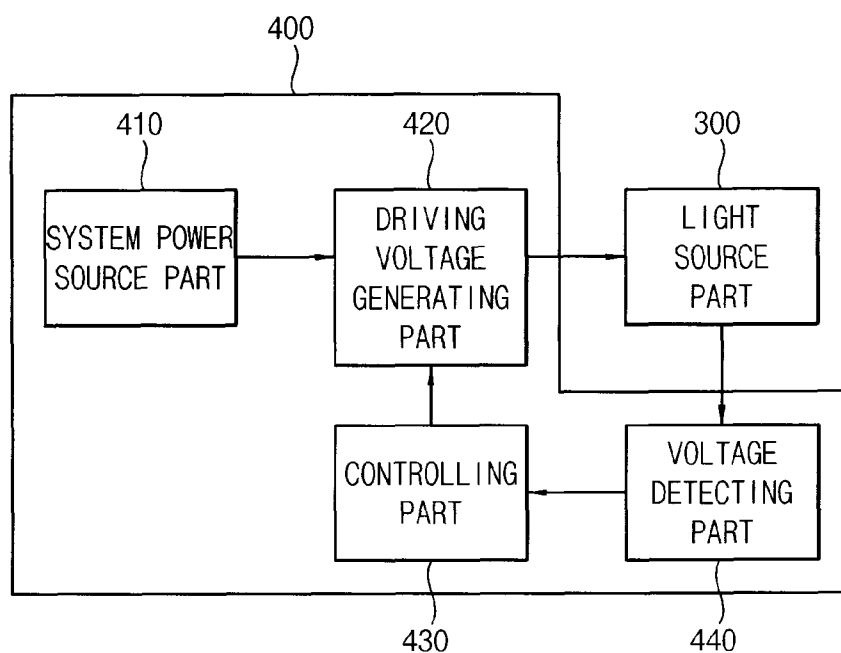 400
410
420
300
SYSTEM POWER
SOURCE PART
DRIVING
VOLTAGE
GENERATING
PART
LIGHT
SOURCE
PART
CONTROLLING
PART
VOLTAGE
DETECTING
PART
430
440